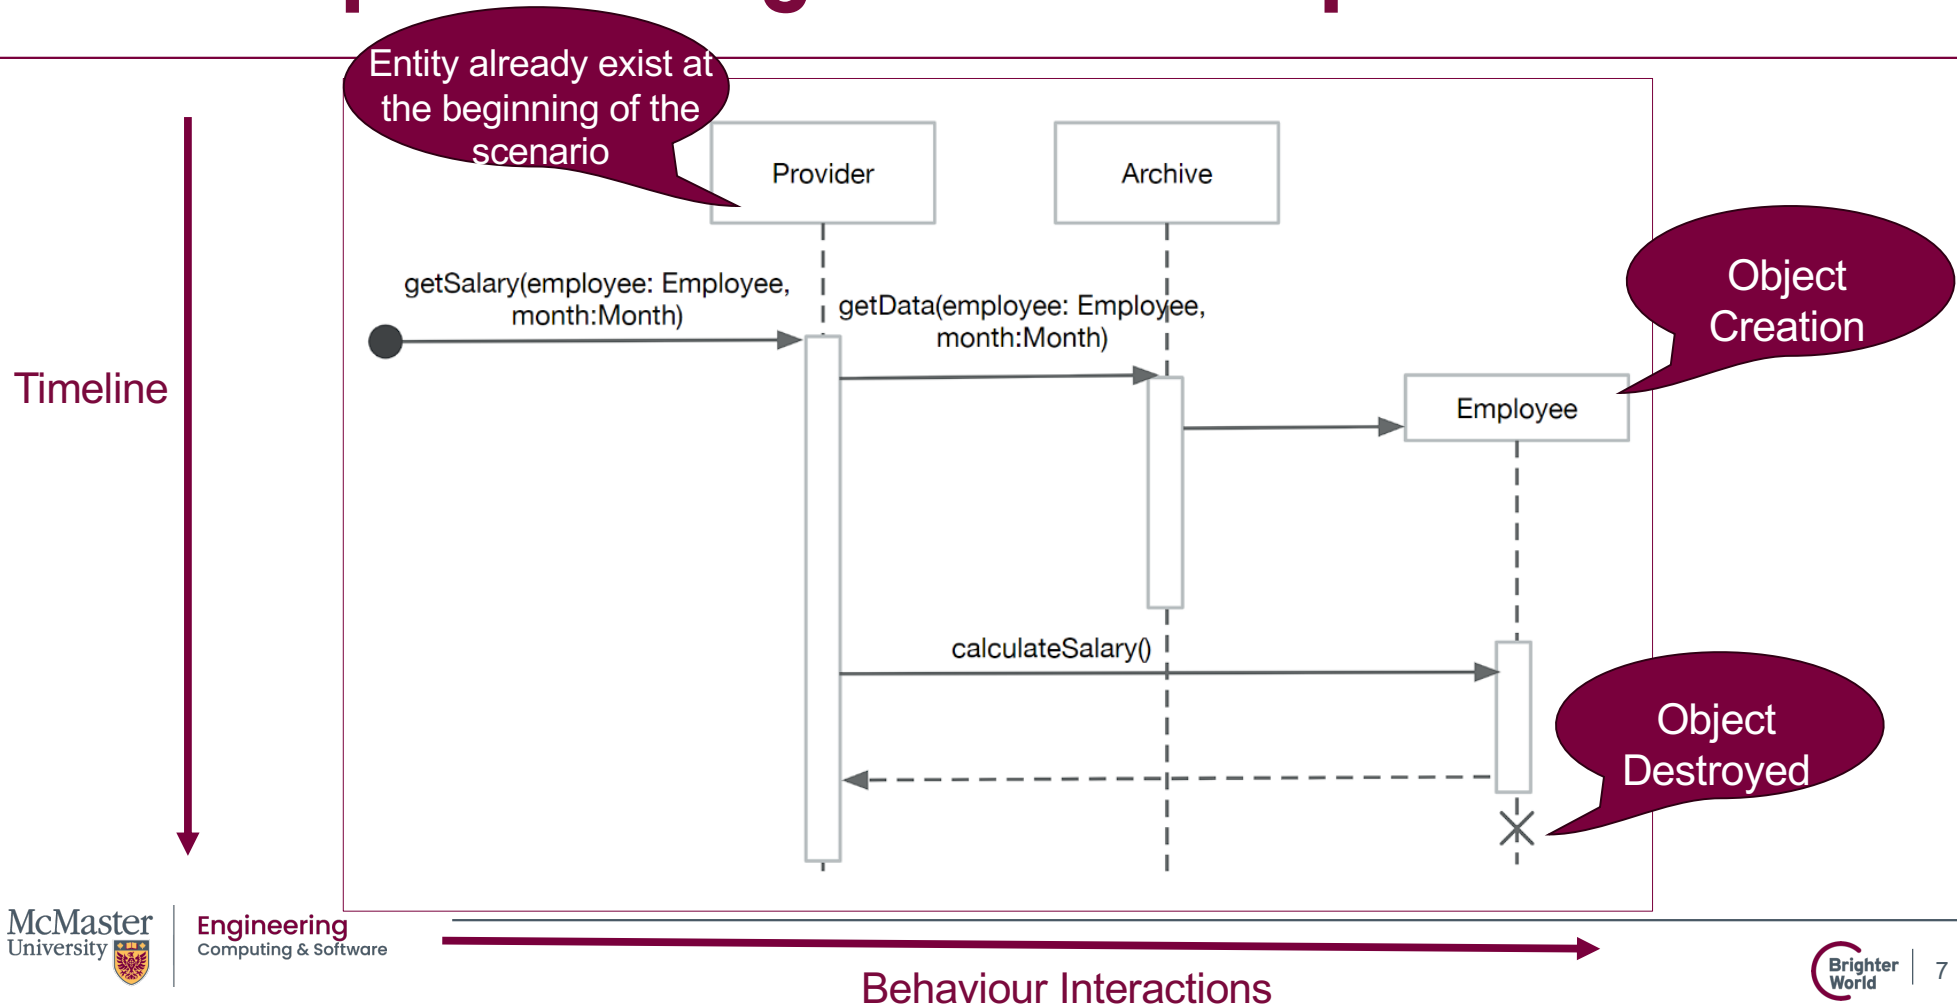 Entity already exist at
the beginning of the
scenario
Provider
Archive
getSalary(employee: Employee,
month:Month)
getData(employee: Employee,
month:Month)
Object
Creation
Timeline
Employee
calculateSalary()
Object
Destroyed
McMaster
University
Engineering
Computing & Software
Behaviour Interactions
Brighter
World
7